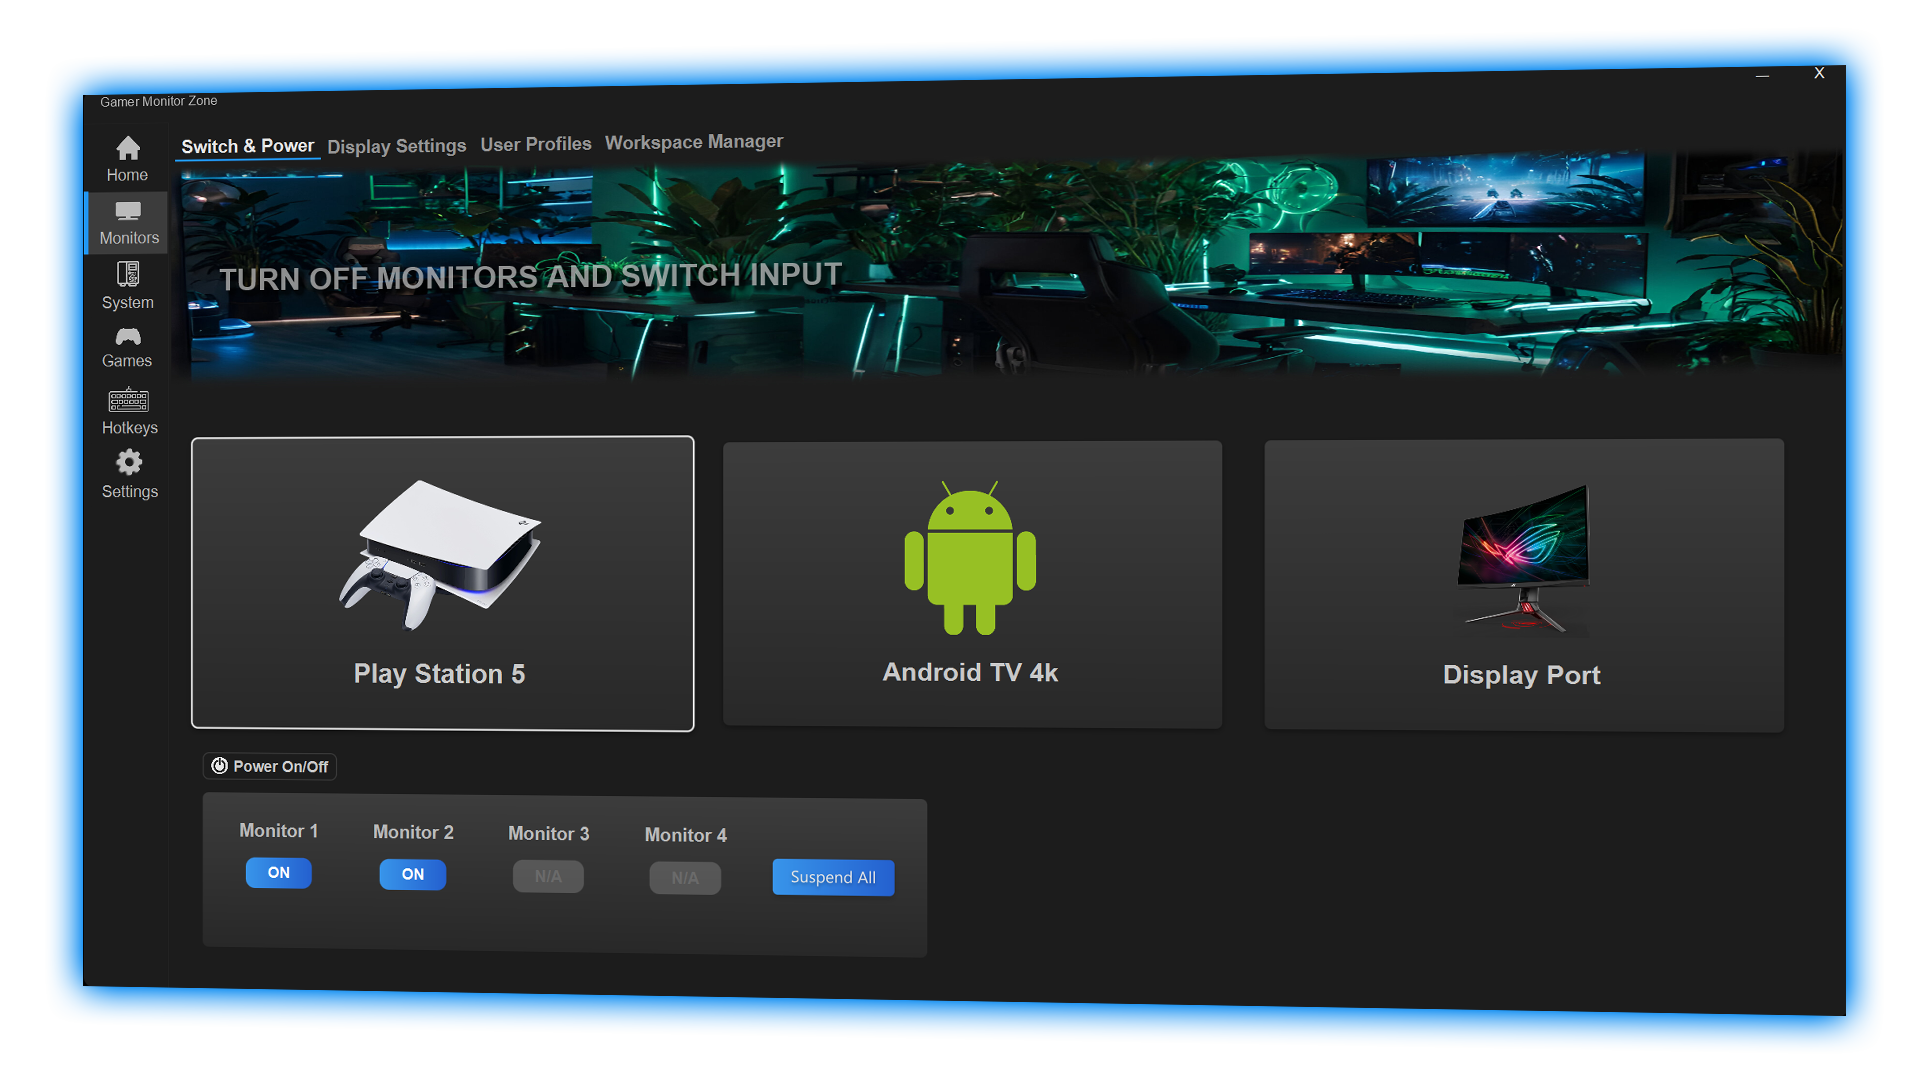 Gamer Monitor Zone
X
Home
Monitors
System
Games
Hotkeys
Settings
Switch & Power Display Settings User Profiles Workspace Manager
TURN OFF MONITORS AND SWITCH INPUT
Play Station 5
Android TV 4k
Display Port
Power On/Off
Monitor 1 Monitor 2 Monitor 3 Monitor 4
ON ON N/A N/A Suspend All